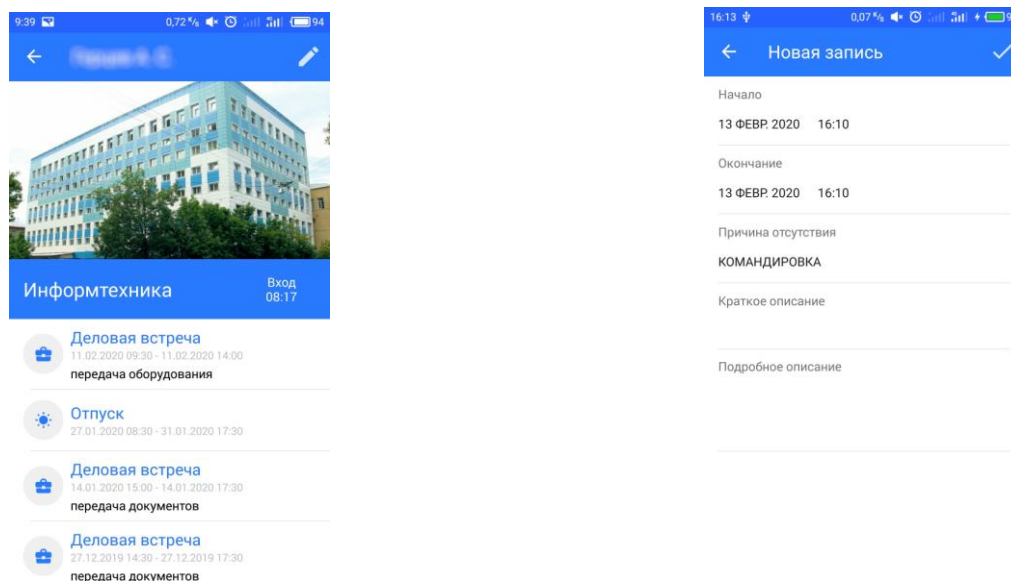 9:39 0,72 К/s 94
Информтехника
Вход
08:17
Деловая встреча
11.02.2020 09:30 - 11.02.2020 14:00
передача оборудования
Отпуск
27.01.2020 08:30 - 31.01.2020 17:30
Деловая встреча
14.01.2020 15:00 - 14.01.2020 17:30
передача документов
Деловая встреча
27.12.2019 14:30 - 27.12.2019 17:30
передача документов
16:13 0,07 К/s
Новая запись
Начало
13 ФЕВР. 2020 16:10
Окончание
13 ФЕВР. 2020 16:10
Причина отсутствия
КОМАНДИРОВКА
Краткое описание
Подробное описание